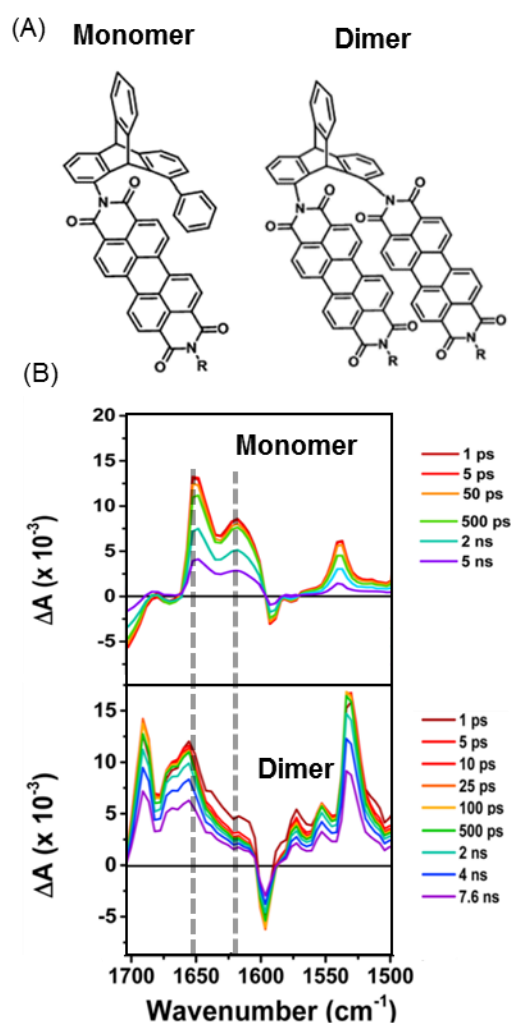 (A)
Monomer
Dimer
N
O
O
O
N
O
R
O
N
O
O
N
O
R
O
N
O
O
N
O
R
(B)
20
15
10
5
0
-5
ΔA (x 10⁻³)
Monomer
1 ps
5 ps
50 ps
500 ps
2 ns
5 ns
15
10
5
0
-5
ΔA (x 10⁻³)
Dimer
1 ps
5 ps
10 ps
25 ps
100 ps
500 ps
2 ns
4 ns
7.6 ns
1700 1650 1600 1550 1500
Wavenumber (cm⁻¹)